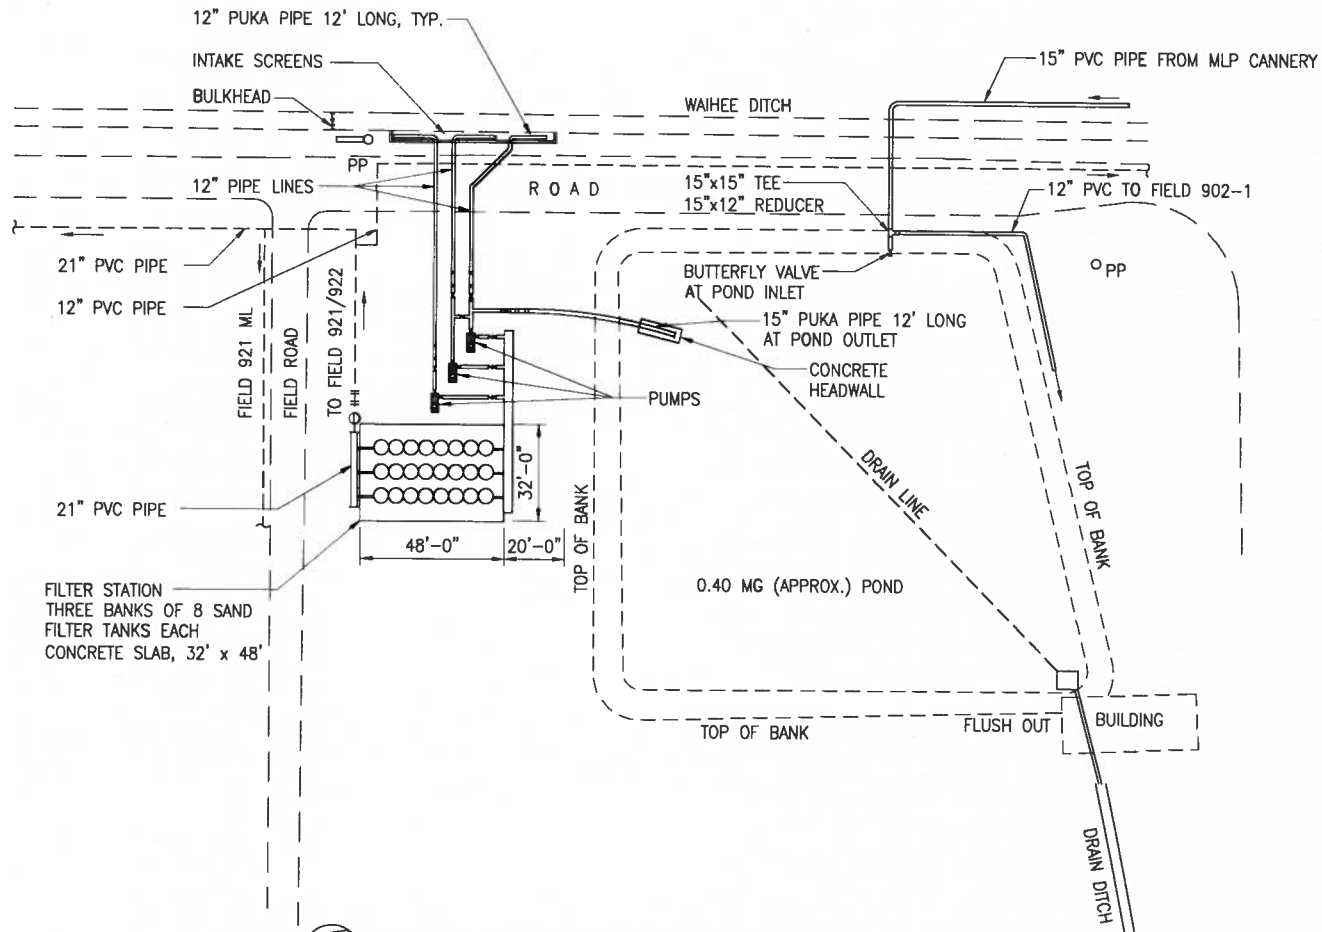 12" PUKA PIPE 12' LONG, TYP.
INTAKE SCREENS
BULKHEAD
WAIHEE DITCH
15" PVC PIPE FROM MLP CANNERY
PP
12" PIPE LINES
ROAD
15"x15" TEE
15"x12" REDUCER
12" PVC TO FIELD 902-1
21" PVC PIPE
12" PVC PIPE
BUTTERFLY VALVE
AT POND INLET
PP
15" PUKA PIPE 12' LONG
AT POND OUTLET
CONCRETE
HEADWALL
FIELD 921 ML
FIELD ROAD
TO FIELD 921/922
PUMPS
DRAIN LINE
TOP OF BANK
21" PVC PIPE
32'-0"
48'-0"
20'-0"
TOP OF BANK
0.40 MG (APPROX.) POND
FILTER STATION
THREE BANKS OF 8 SAND
FILTER TANKS EACH
CONCRETE SLAB, 32' x 48'
TOP OF BANK
FLUSH OUT
BUILDING
DRAIN DITCH